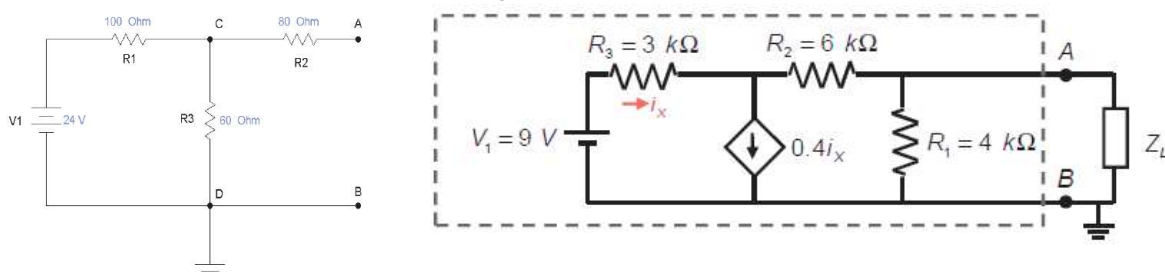 100 Ohm
C
80 Ohm
A
R1
R2
V1
24 V
R3
60 Ohm
D
B
R₃ = 3 kΩ
R₂ = 6 kΩ
A
iₓ
V₁ = 9 V
0.4iₓ
R₁ = 4 kΩ
Z_L
B